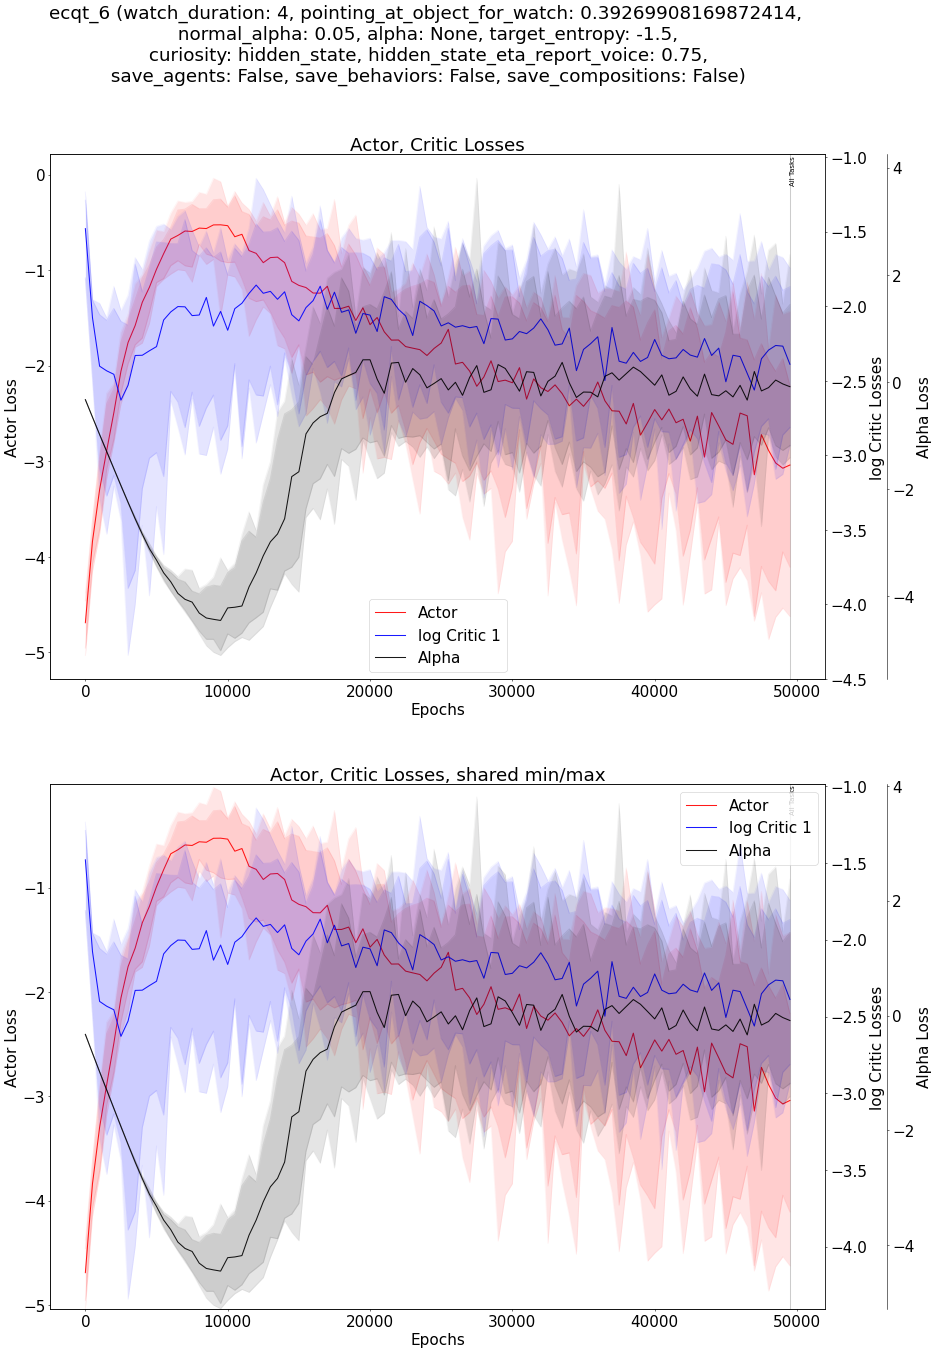 ecqt_6 (watch_duration: 4, pointing_at_object_for_watch: 0.39269908169872414,
normal_alpha: 0.05, alpha: None, target_entropy: -1.5,
curiosity: hidden_state, hidden_state_eta_report_voice: 0.75,
save_agents: False, save_behaviors: False, save_compositions: False)
Actor, Critic Losses
All Tasks
0
−1
−2
−3
−4
−5
Actor Loss
−1.0
−1.5
−2.0
−2.5
−3.0
−3.5
−4.0
−4.5
log Critic Losses
4
2
0
−2
−4
Alpha Loss
Actor
log Critic 1
Alpha
0 10000 20000 30000 40000 50000
Epochs
Actor, Critic Losses, shared min/max
All Tasks
Actor
log Critic 1
Alpha
−1
−2
−3
−4
−5
Actor Loss
−1.0
−1.5
−2.0
−2.5
−3.0
−3.5
−4.0
log Critic Losses
4
2
0
−2
−4
Alpha Loss
0 10000 20000 30000 40000 50000
Epochs